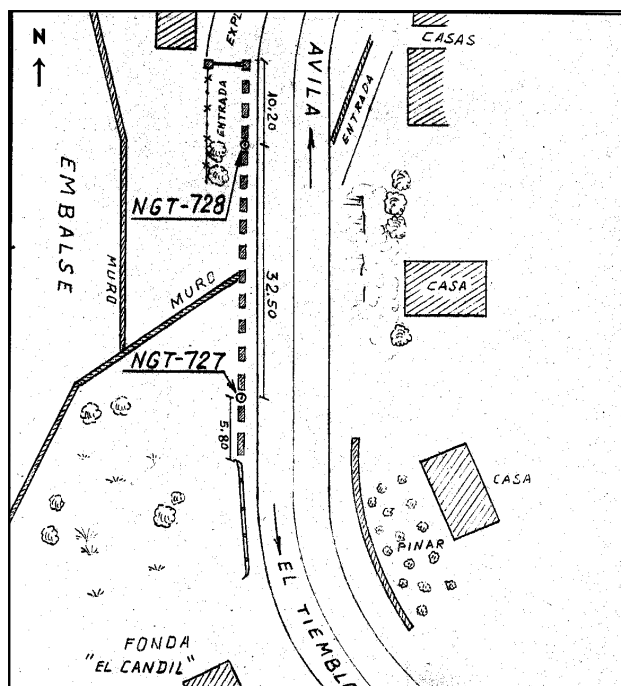 N
EXPL
AVILA
CASAS
ENTRADA
10,20
ENTRADA
EMBALSE
NGT-728
MURO
MURO
32,50
CASA
NGT-727
5,80
CASA
PINAR
EL TIEMBLO
FONDA
"EL CANDIL"